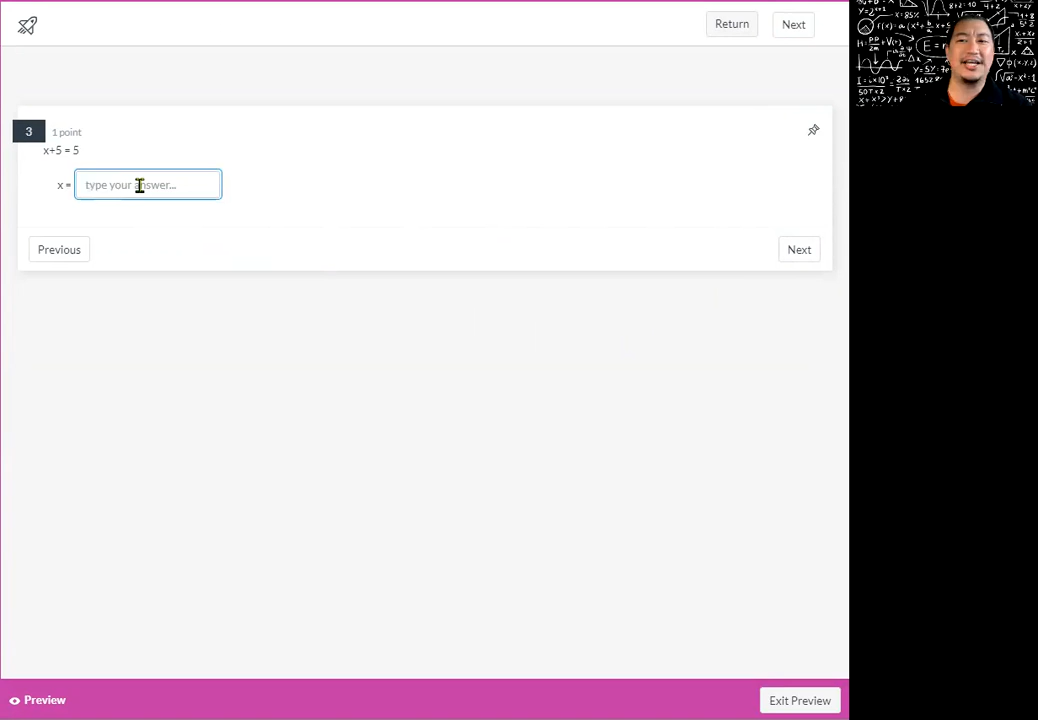 Return
Next
3
1 point
x+5 = 5
x =
type your answer...
Previous
Next
Preview
Exit Preview